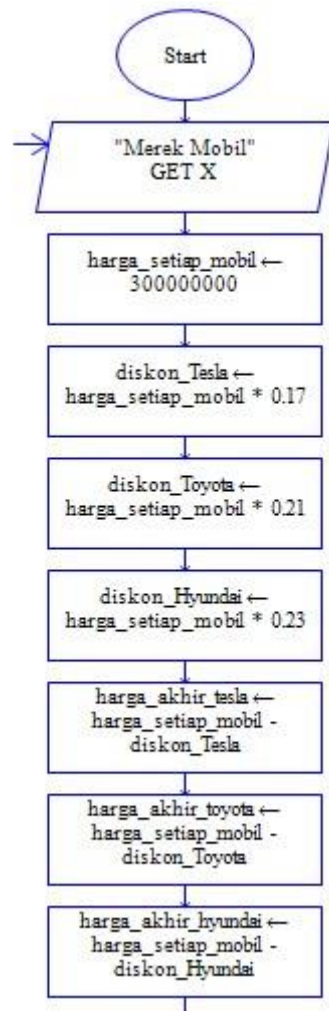 Start
"Merek Mobil"
GET X
harga_setiap_mobil ←
300000000
diskon_Tesla ←
harga_setiap_mobil * 0.17
diskon_Toyota ←
harga_setiap_mobil * 0.21
diskon_Hyundai ←
harga_setiap_mobil * 0.23
harga_akhir_tesla ←
harga_setiap_mobil -
diskon_Tesla
harga_akhir_toyota ←
harga_setiap_mobil -
diskon_Toyota
harga_akhir_hyundai ←
harga_setiap_mobil -
diskon_Hyundai